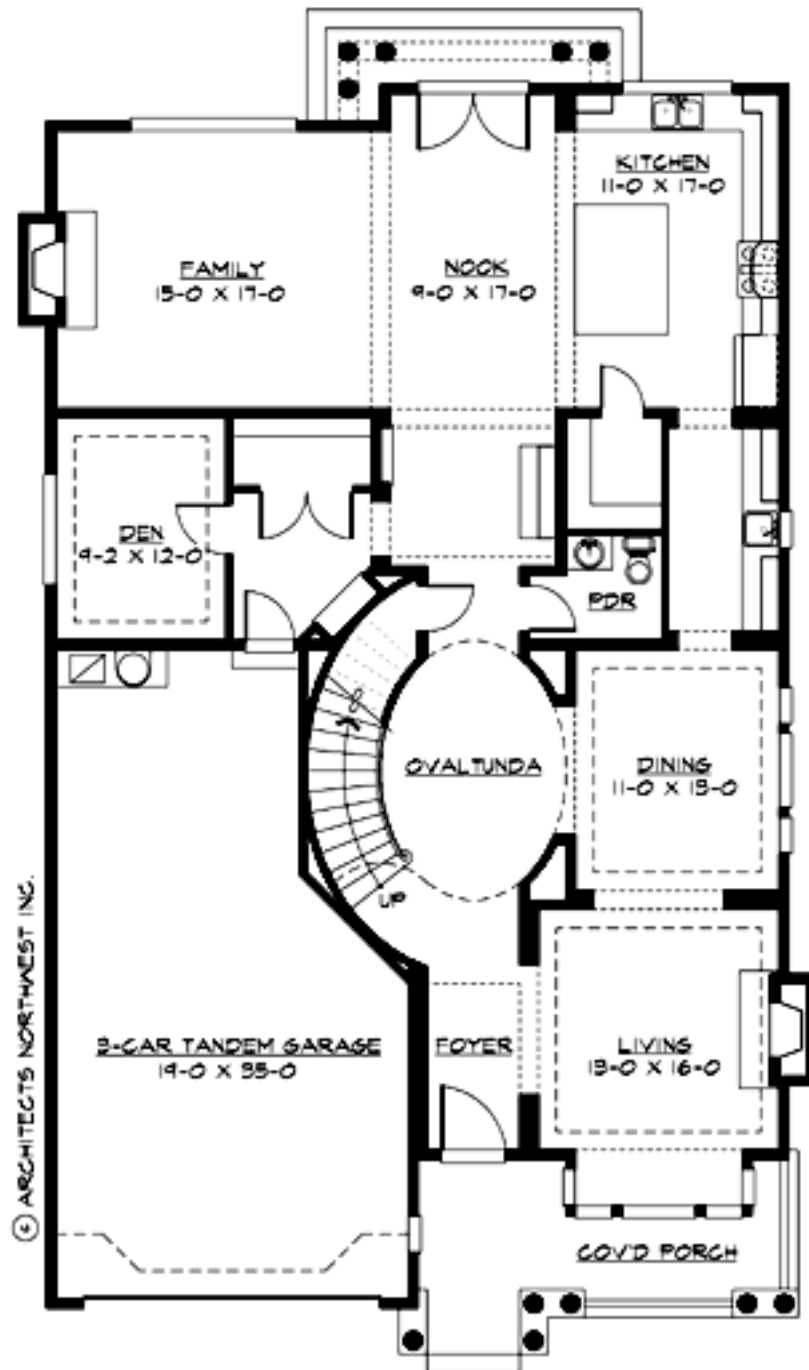 KITCHEN
11-0 X 17-0
FAMILY
15-0 X 17-0
NOOK
9-0 X 17-0
DEN
9-2 X 12-0
PDR
OVALTUNDA
DINING
11-0 X 13-0
UP
3-CAR TANDEM GARAGE
19-0 X 35-0
FOYER
LIVING
13-0 X 16-0
COV'D PORCH
© ARCHITECTS NORTHWEST INC.